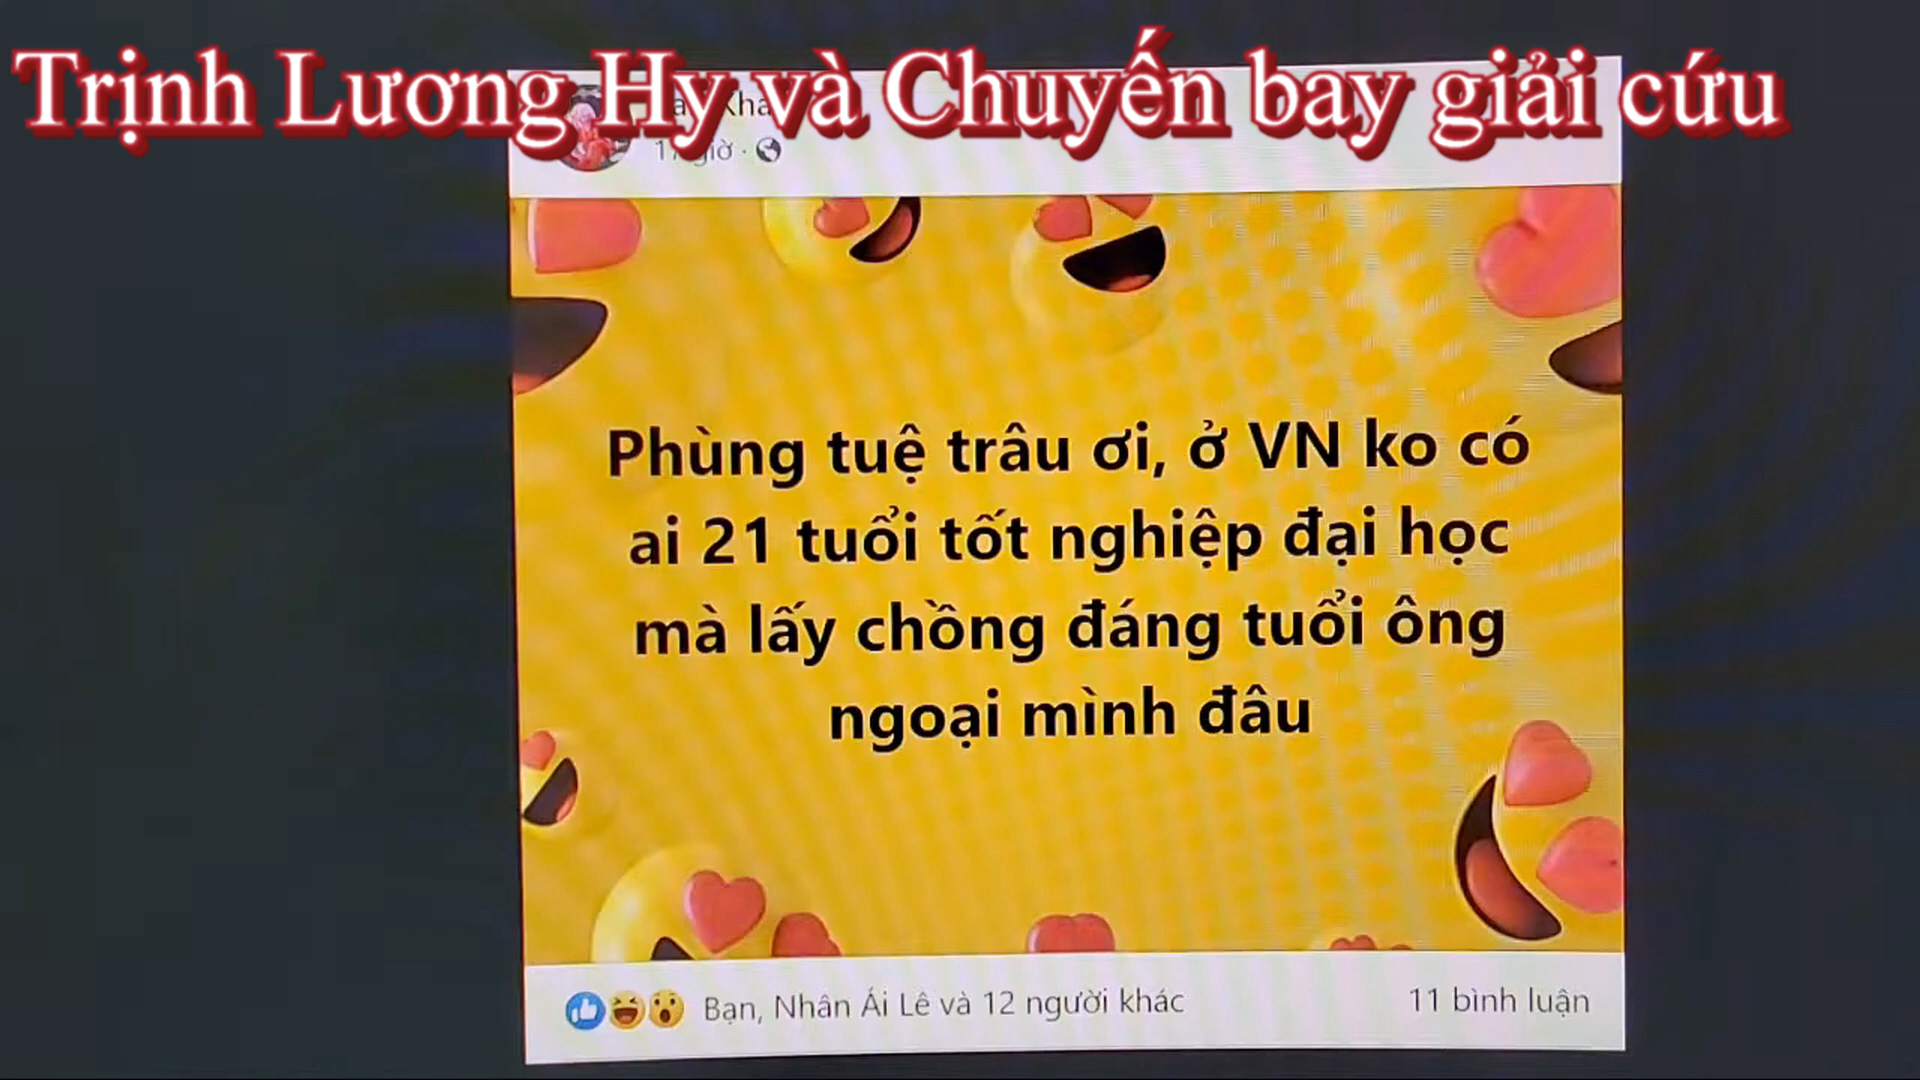 Trịnh Lương Hy và Chuyến bay giải cứu
giờ ·
Phùng tuệ trâu ơi, ở VN ko có
ai 21 tuổi tốt nghiệp đại học
mà lấy chồng đáng tuổi ông
ngoại mình đâu
Bạn, Nhân Ái Lê và 12 người khác
11 bình luận